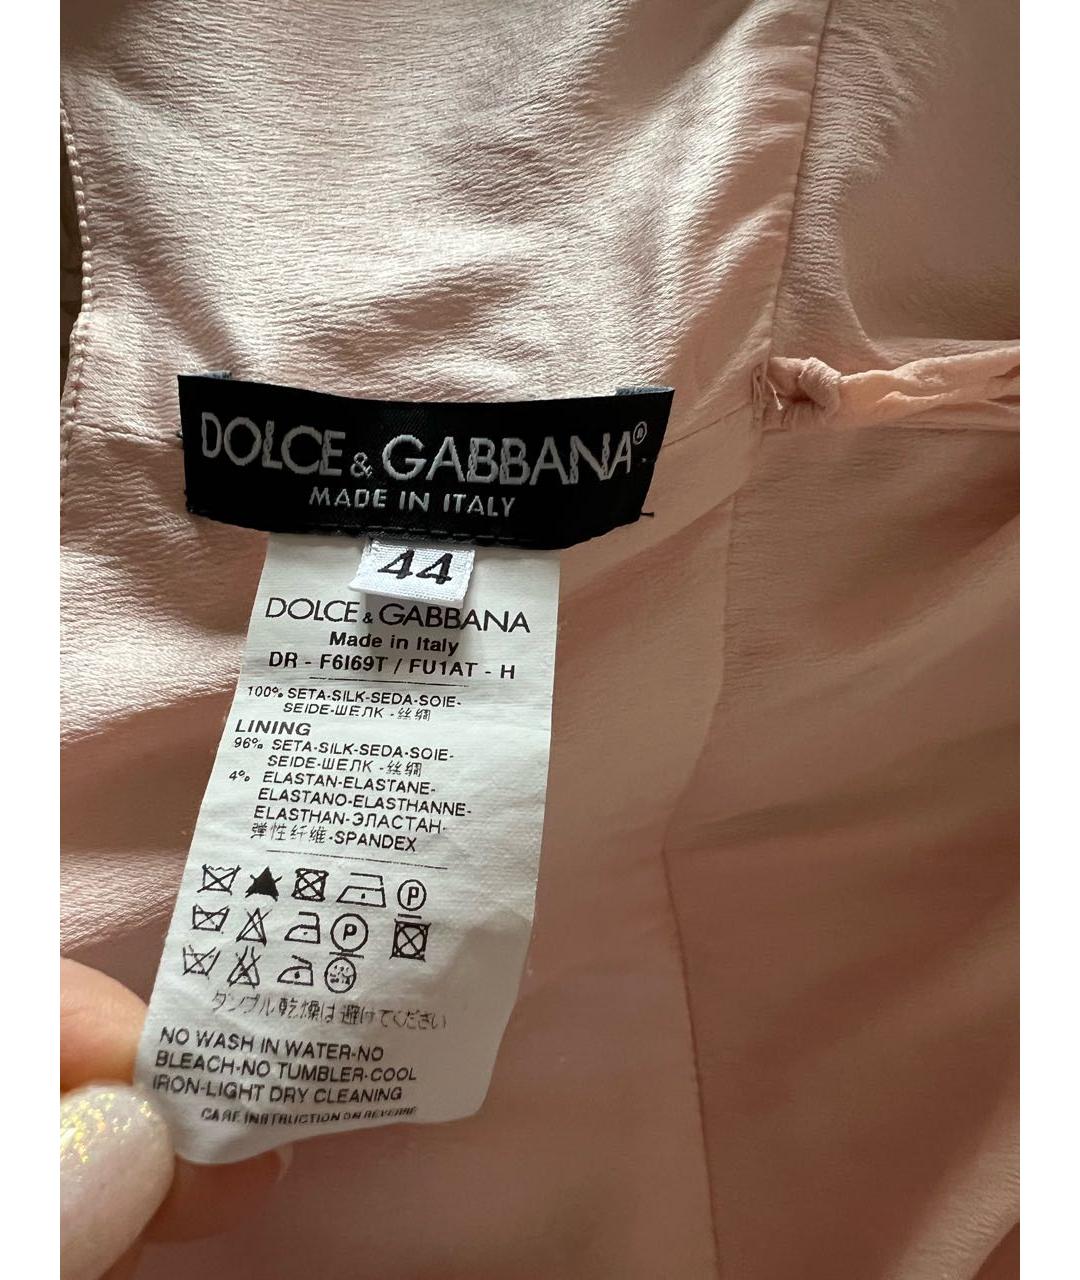 DOLCE & GABBANA®
MADE IN ITALY
44
DOLCE & GABBANA
Made in Italy
DR - F6I69T / FU1AT - H
100% SETA-SILK-SEDA-SOIE-
SEIDE-ШЕЛК -丝绸
LINING
96% SETA-SILK-SEDA-SOIE-
SEIDE-ШЕЛК -丝绸
4% ELASTAN-ELASTANE-
ELASTANO-ELASTHANNE-
ELASTHAN-ЭЛАСТАН-
弹性纤维-SPANDEX
P
P
タンブル乾燥は避けてください
NO WASH IN WATER-NO
BLEACH-NO TUMBLER-COOL
IRON-LIGHT DRY CLEANING
CARE INSTRUCTION ON REVERSE